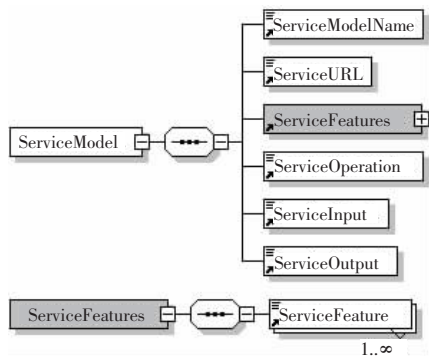 ServiceModelName
ServiceURL
ServiceFeatures
ServiceModel
ServiceOperation
ServiceInput
ServiceOutput
ServiceFeatures
ServiceFeature
1..∞